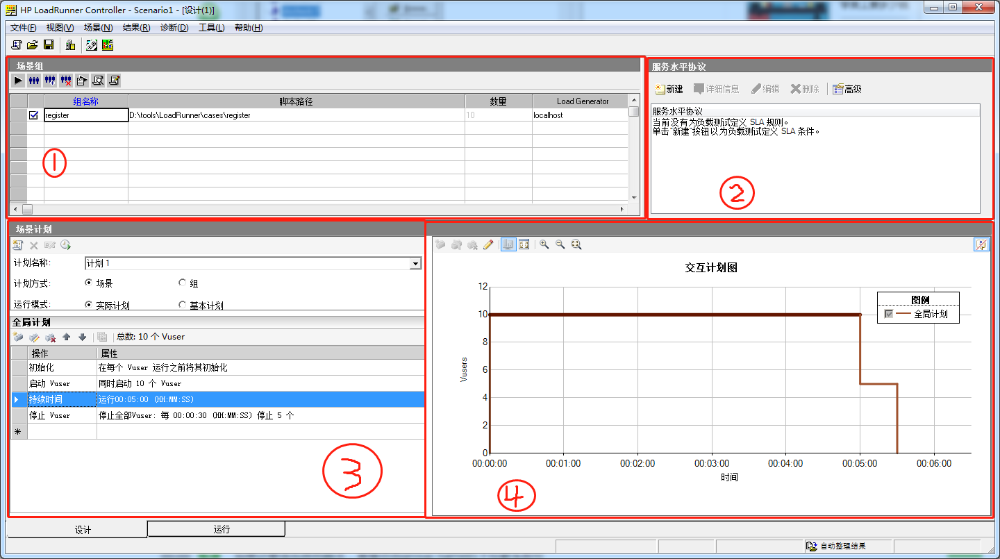 HP LoadRunner Controller - Scenario1 - [设计(1)]
文件(F) 视图(V) 场景(N) 结果(R) 诊断(D) 工具(L) 帮助(H)
场景组
组名称 脚本路径 数量 Load Generator
register D:\tools\LoadRunner\cases\register 10 localhost
①
服务水平协议
新建 详细信息 编辑 删除 高级
服务水平协议
当前没有为负载测试定义 SLA 规则。
单击"新建"按钮以为负载测试定义 SLA 条件。
②
场景计划
计划名称: 计划 1
计划方式: 场景 组
运行模式: 实际计划 基本计划
全局计划
总数: 10 个 Vuser
操作 属性
初始化 在每个 Vuser 运行之前将其初始化
启动 Vuser 同时启动 10 个 Vuser
持续时间 运行00:05:00 (HH:MM:SS)
停止 Vuser 停止全部Vuser: 每 00:00:30 (HH:MM:SS) 停止 5 个
*
③
交互计划图
12
10
8
6
4
2
0
Vusers
图例
全局计划
00:00:00 00:01:00 00:02:00 00:03:00 00:04:00 00:05:00 00:06:00
时间
④
设计 运行
自动整理结果